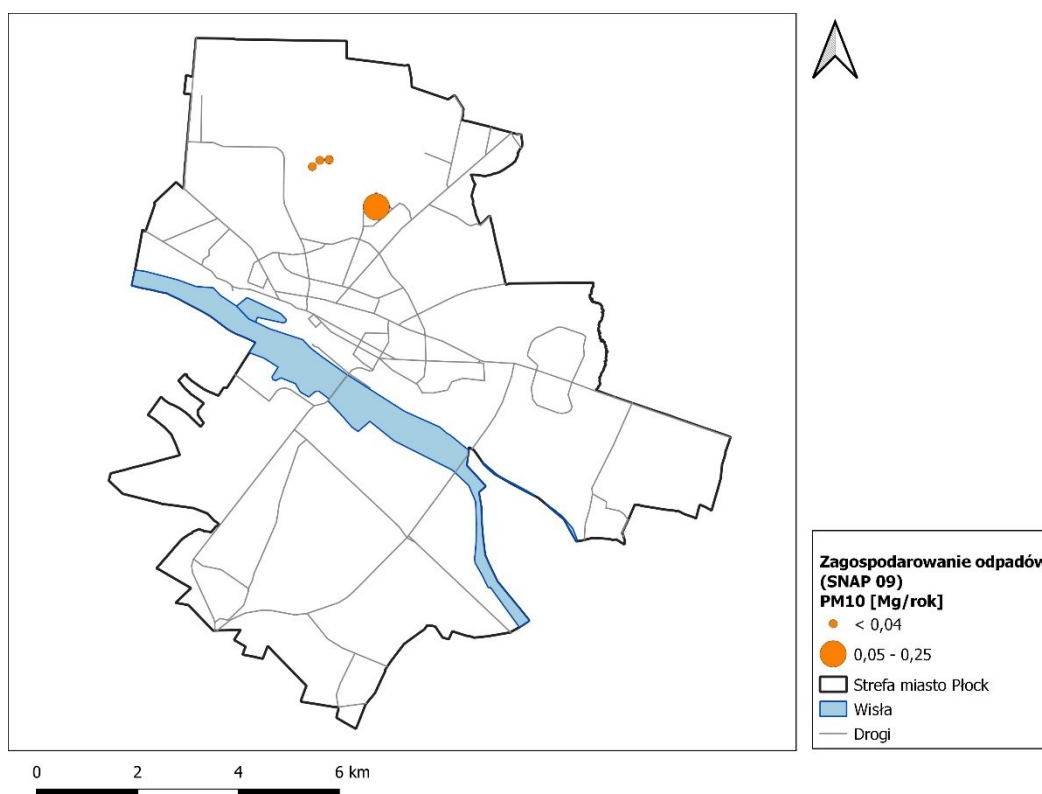 Zagospodarowanie odpadów
(SNAP 09)
PM10 [Mg/rok]
< 0,04
0,05 - 0,25
Strefa miasto Płock
Wisła
Drogi
0 2 4 6 km